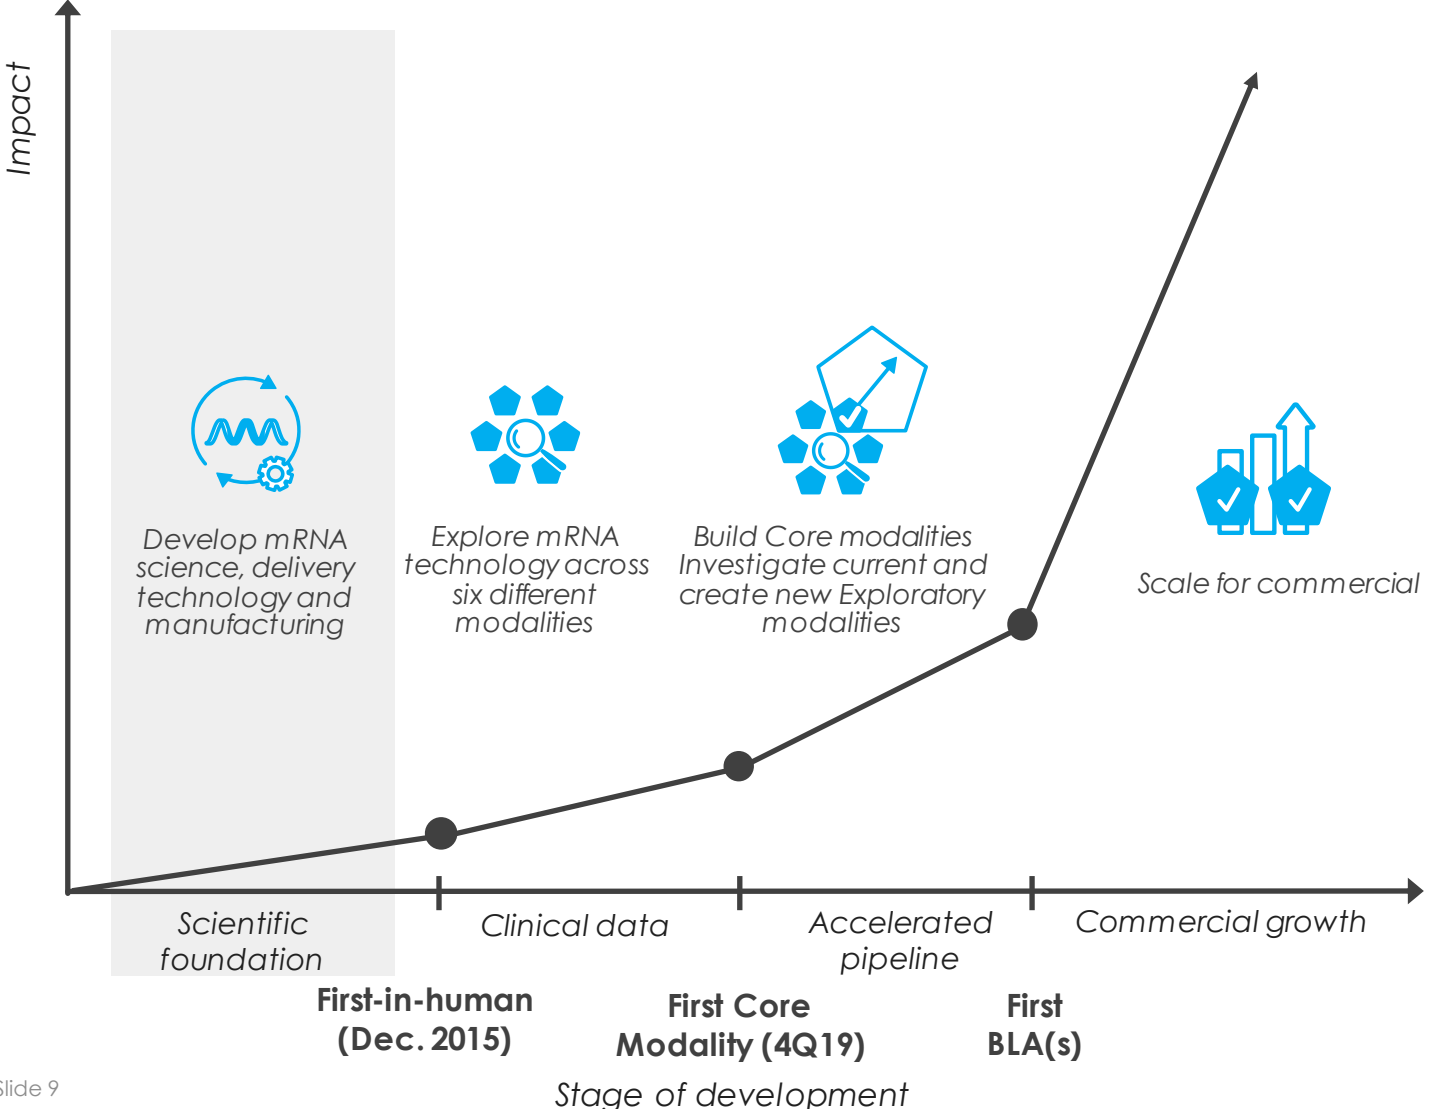 Impact
Develop mRNA
science, delivery
technology and
manufacturing
Explore mRNA
technology across
six different
modalities
Build Core modalities
Investigate current and
create new Exploratory
modalities
Scale for commercial
Scientific
foundation
Clinical data
Accelerated
pipeline
Commercial growth
First-in-human
(Dec. 2015)
First Core
Modality (4Q19)
First
BLA(s)
Stage of development
Slide 9